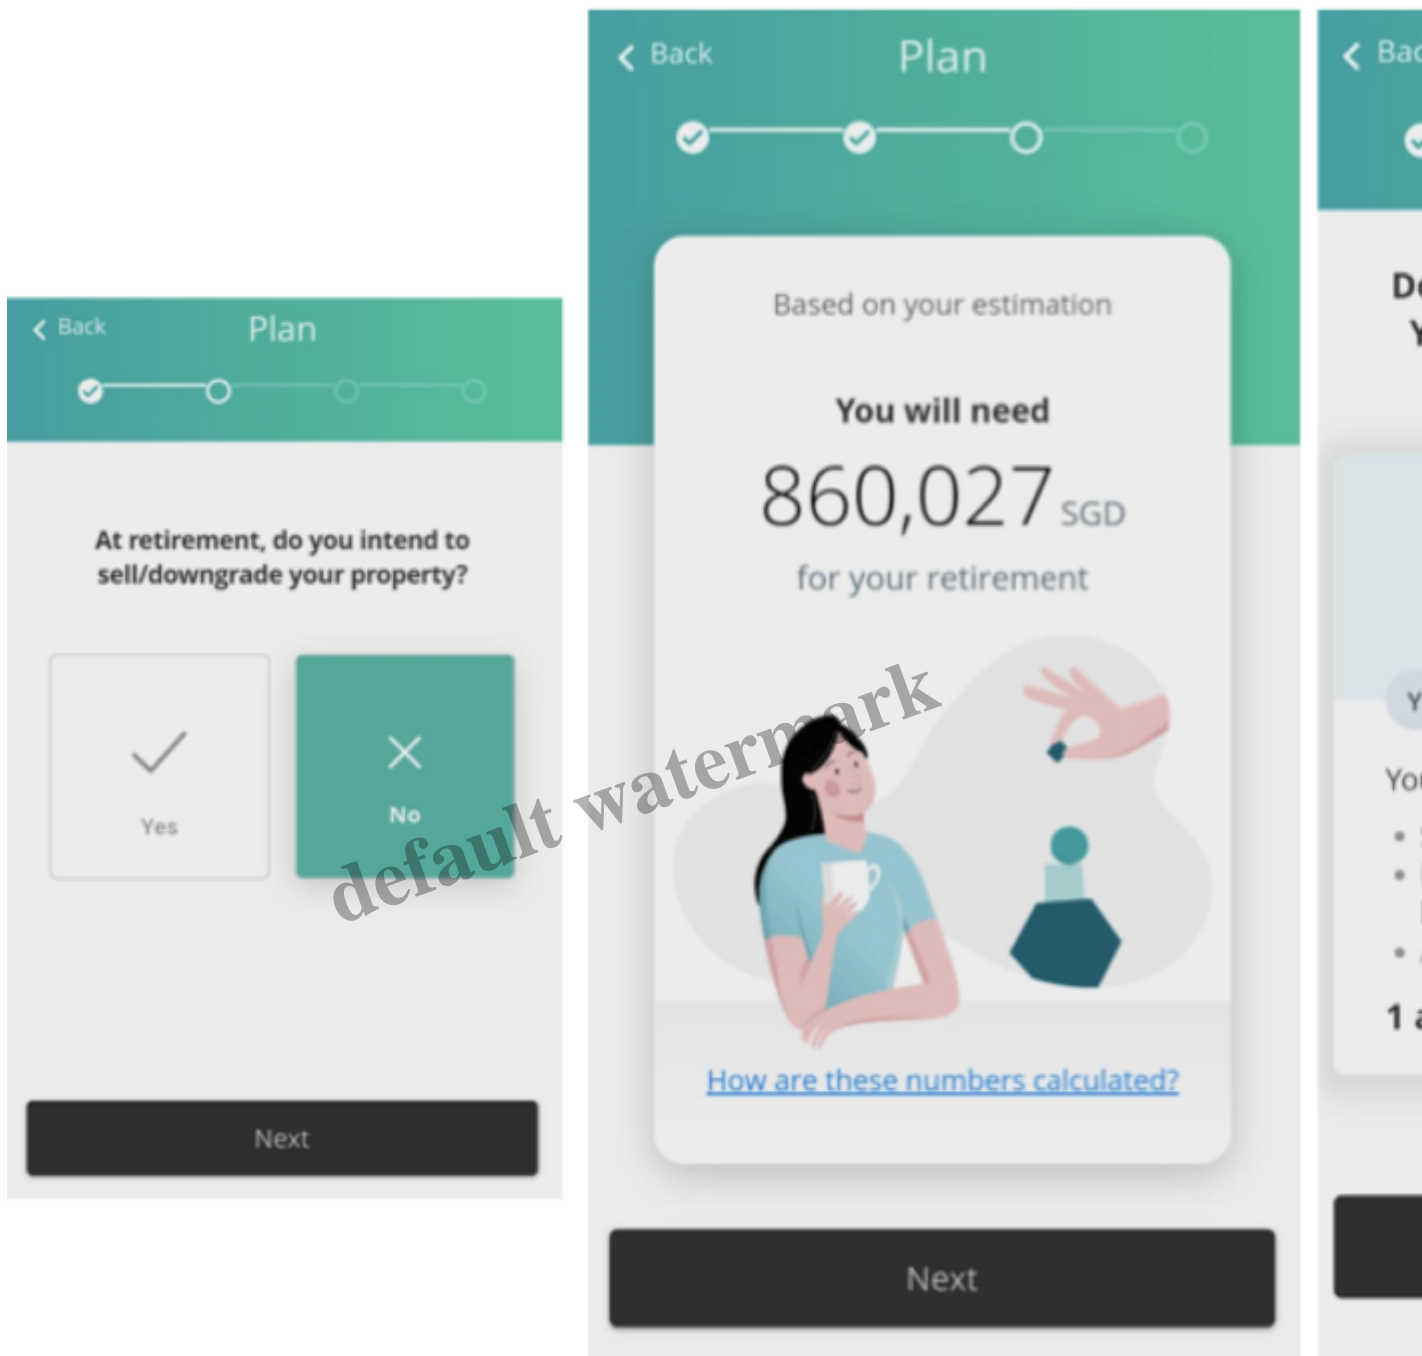 Back
Plan
At retirement, do you intend to
sell/downgrade your property?
Yes
No
Next
Back
Plan
Based on your estimation
You will need
860,027 SGD
for your retirement
How are these numbers calculated?
Next
default watermark